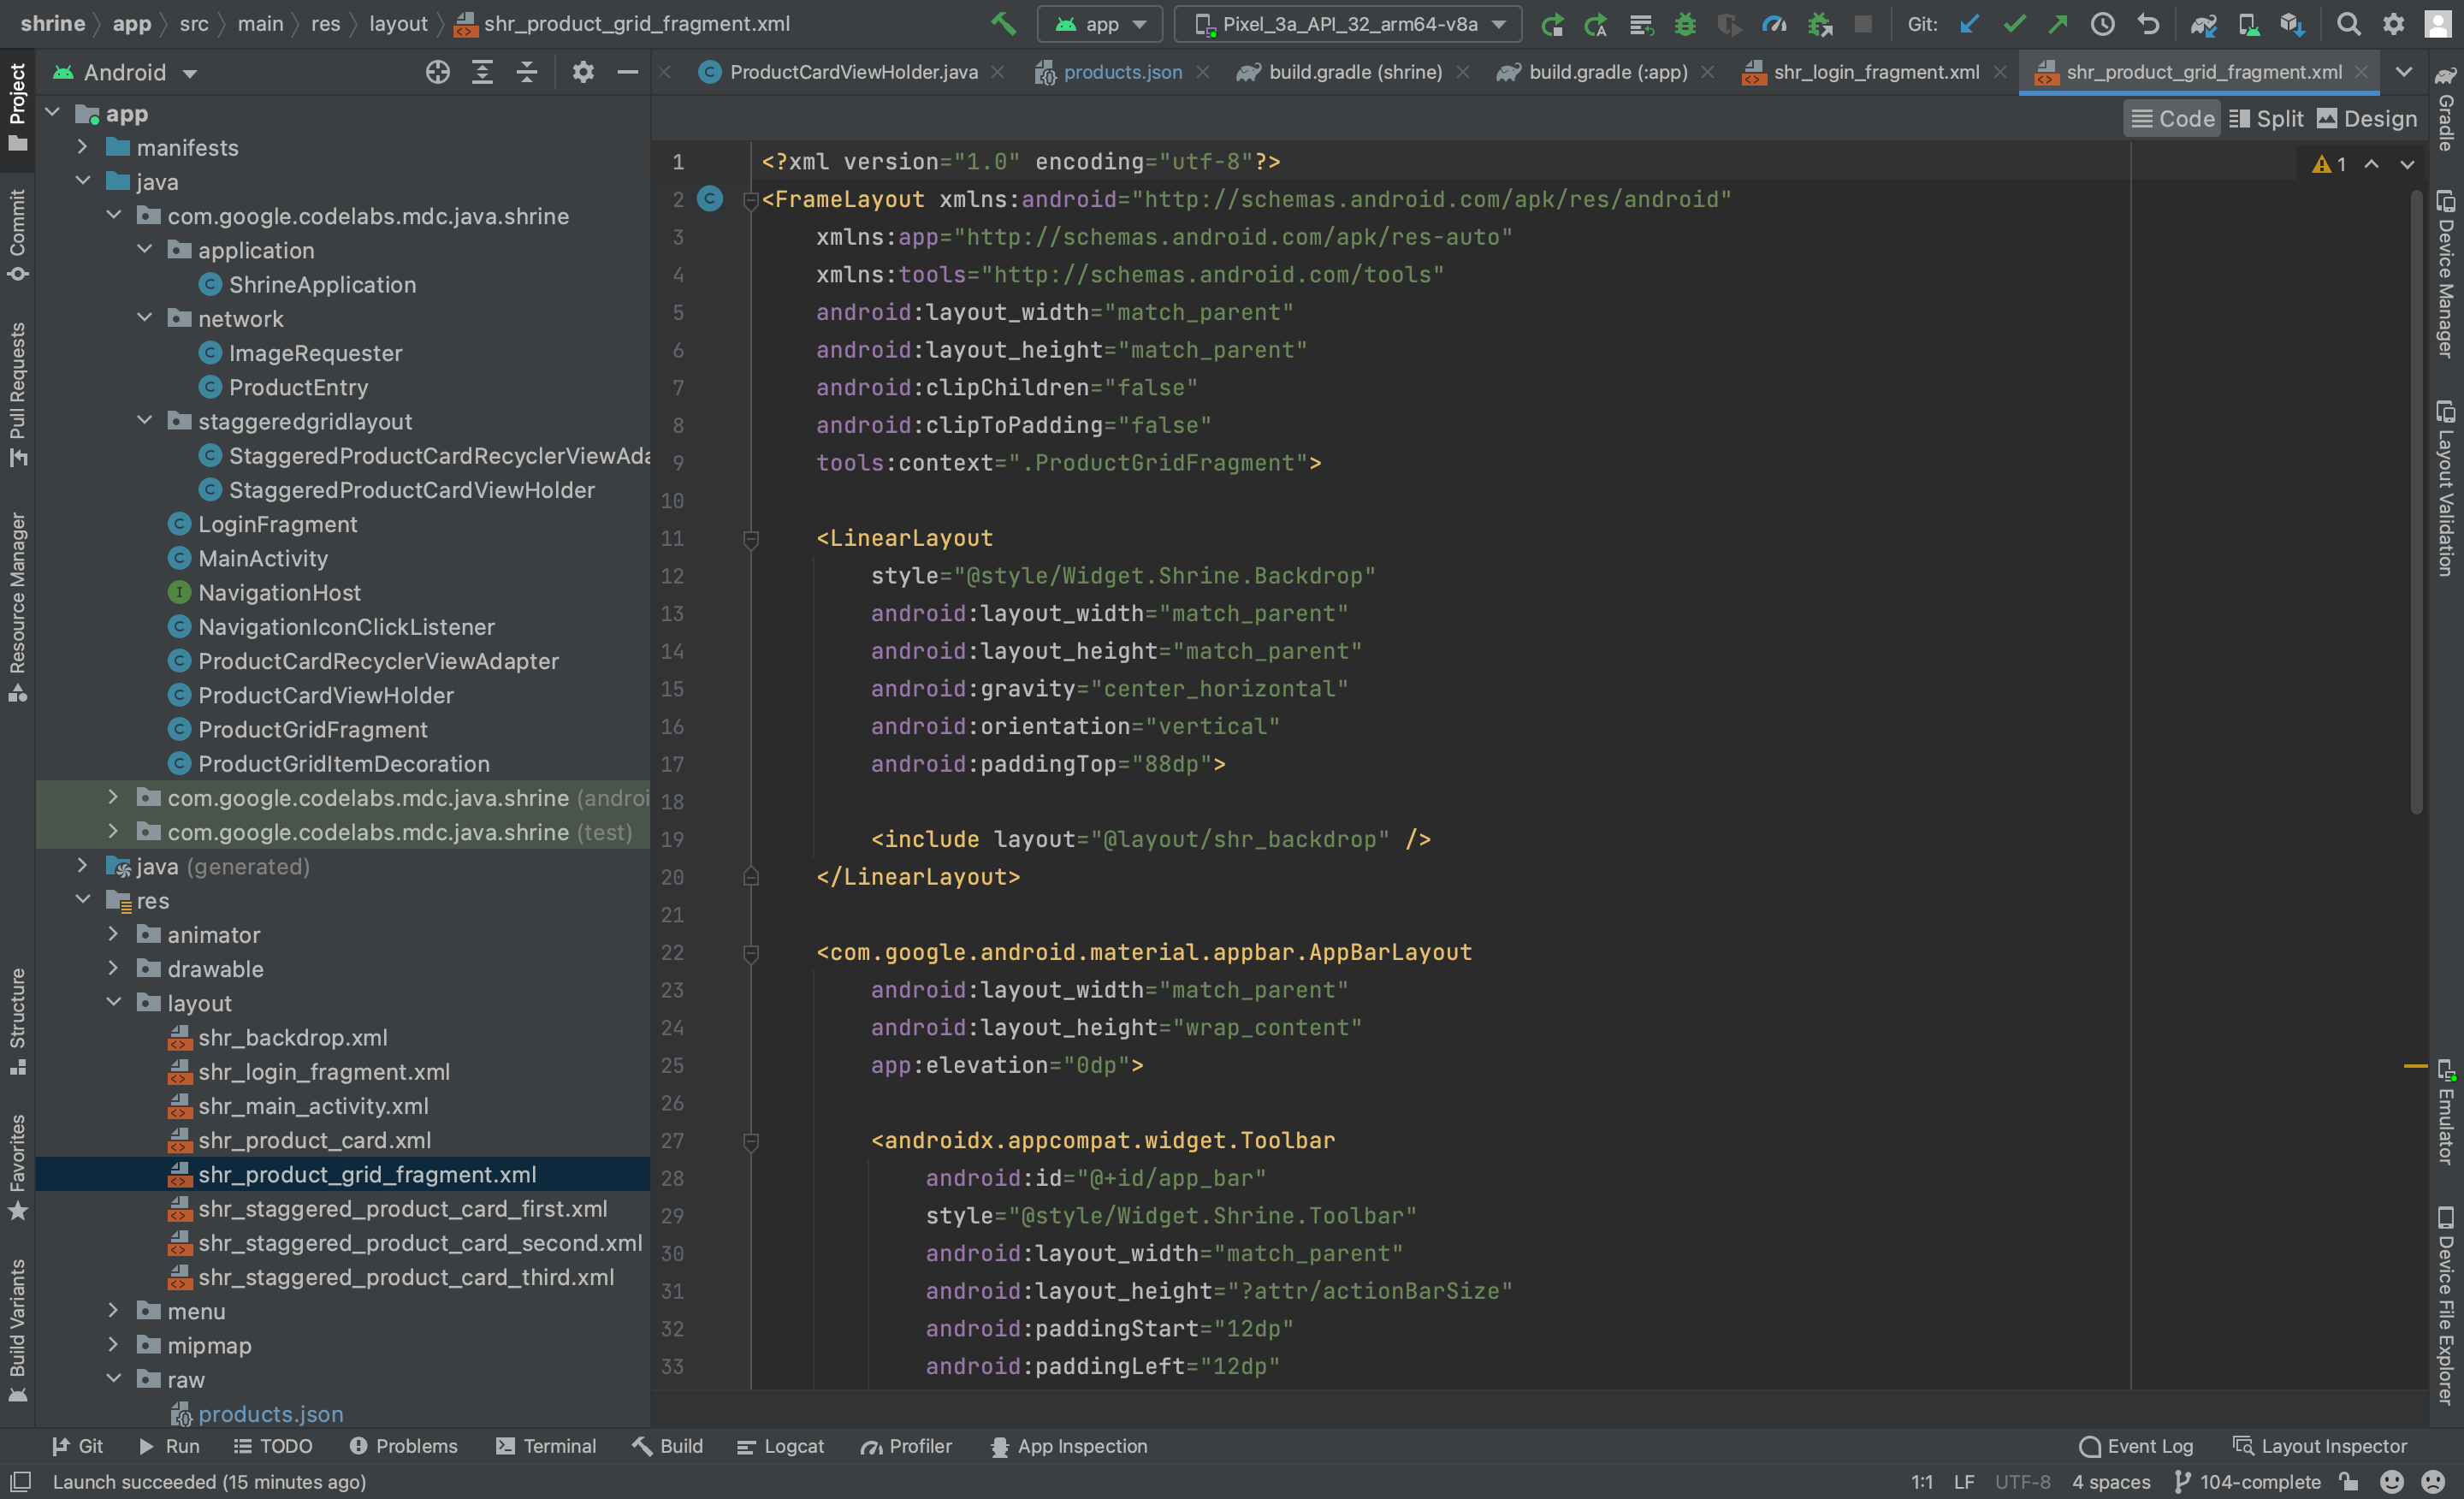 shrine app src main res layout shr_product_grid_fragment.xml
app
Pixel_3a_API_32_arm64-v8a
Git:
Android
ProductCardViewHolder.java
products.json
build.gradle (shrine)
build.gradle (:app)
shr_login_fragment.xml
shr_product_grid_fragment.xml
Code
Split
Design
Project
Commit
Pull Requests
Resource Manager
Structure
Favorites
Build Variants
app
manifests
java
com.google.codelabs.mdc.java.shrine
application
ShrineApplication
network
ImageRequester
ProductEntry
staggeredgridlayout
StaggeredProductCardRecyclerViewAda
StaggeredProductCardViewHolder
LoginFragment
MainActivity
NavigationHost
NavigationIconClickListener
ProductCardRecyclerViewAdapter
ProductCardViewHolder
ProductGridFragment
ProductGridItemDecoration
com.google.codelabs.mdc.java.shrine (androi
com.google.codelabs.mdc.java.shrine (test)
java (generated)
res
animator
drawable
layout
shr_backdrop.xml
shr_login_fragment.xml
shr_main_activity.xml
shr_product_card.xml
shr_product_grid_fragment.xml
shr_staggered_product_card_first.xml
shr_staggered_product_card_second.xml
shr_staggered_product_card_third.xml
menu
mipmap
raw
products.json
1 <?xml version="1.0" encoding="utf-8"?>
2 <FrameLayout xmlns:android="http://schemas.android.com/apk/res/android"
3 xmlns:app="http://schemas.android.com/apk/res-auto"
4 xmlns:tools="http://schemas.android.com/tools"
5 android:layout_width="match_parent"
6 android:layout_height="match_parent"
7 android:clipChildren="false"
8 android:clipToPadding="false"
9 tools:context=".ProductGridFragment">
10
11 <LinearLayout
12 style="@style/Widget.Shrine.Backdrop"
13 android:layout_width="match_parent"
14 android:layout_height="match_parent"
15 android:gravity="center_horizontal"
16 android:orientation="vertical"
17 android:paddingTop="88dp">
18
19 <include layout="@layout/shr_backdrop" />
20 </LinearLayout>
21
22 <com.google.android.material.appbar.AppBarLayout
23 android:layout_width="match_parent"
24 android:layout_height="wrap_content"
25 app:elevation="0dp">
26
27 <androidx.appcompat.widget.Toolbar
28 android:id="@+id/app_bar"
29 style="@style/Widget.Shrine.Toolbar"
30 android:layout_width="match_parent"
31 android:layout_height="?attr/actionBarSize"
32 android:paddingStart="12dp"
33 android:paddingLeft="12dp"
1
Gradle
Device Manager
Layout Validation
Emulator
Device File Explorer
Git
Run
TODO
Problems
Terminal
Build
Logcat
Profiler
App Inspection
Event Log
Layout Inspector
Launch succeeded (15 minutes ago)
1:1 LF UTF-8 4 spaces 104-complete